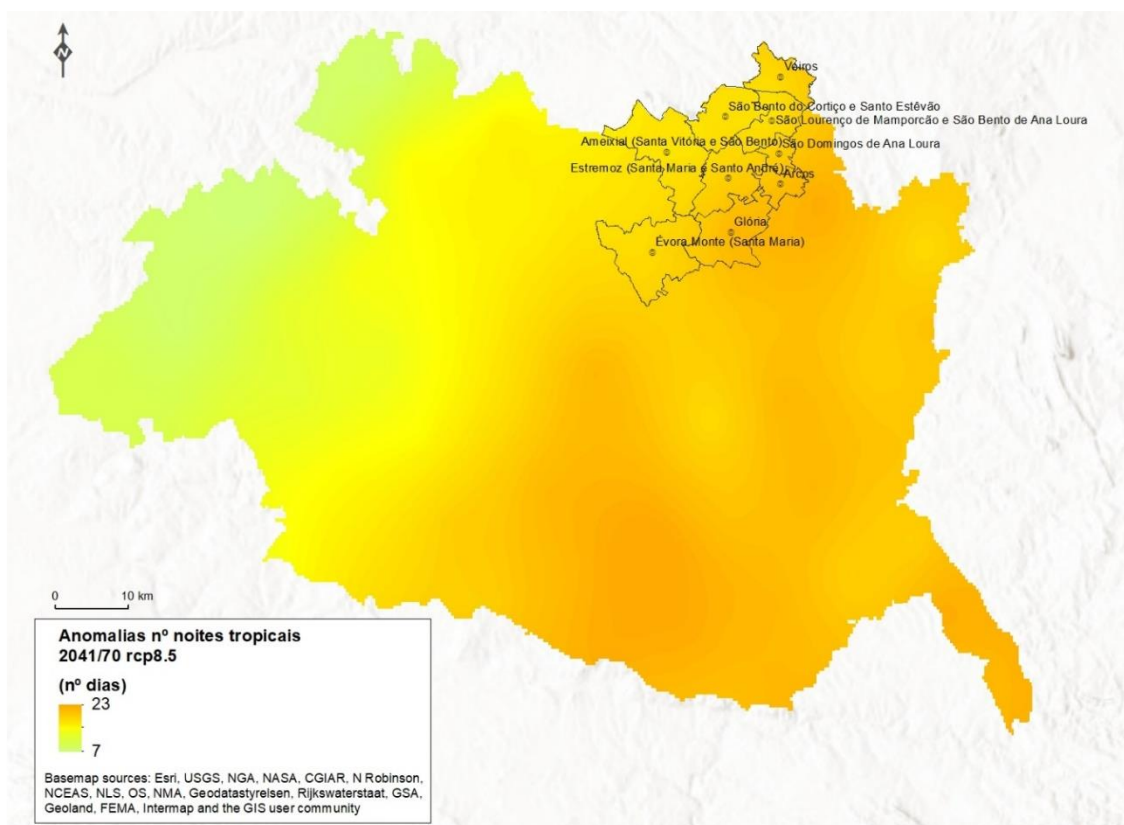 N
Veiros
São Bento do Cortiço e Santo Estêvão
São Lourenço de Mamporcão e São Bento de Ana Loura
Ameixial (Santa Vitória e São Bento)
São Domingos de Ana Loura
Estremoz (Santa Maria e Santo André)
Arcos
Glória
Évora Monte (Santa Maria)
0 10 km
Anomalias nº noites tropicais
2041/70 rcp8.5
(nº dias)
23
7
Basemap sources: Esri, USGS, NGA, NASA, CGIAR, N Robinson,
NCEAS, NLS, OS, NMA, Geodatastyrelsen, Rijkswaterstaat, GSA,
Geoland, FEMA, Intermap and the GIS user community